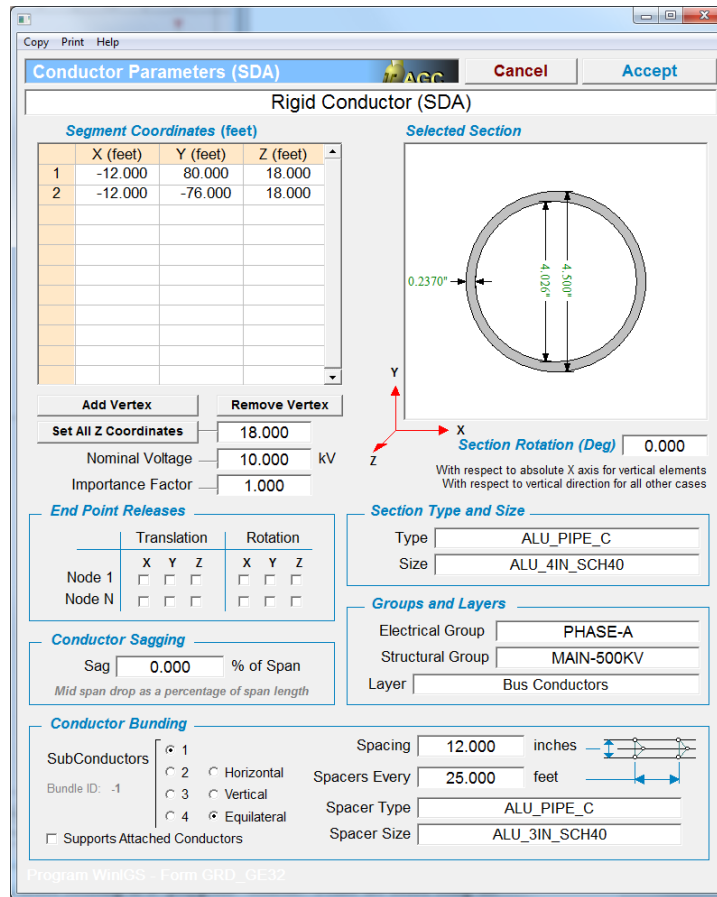 Copy Print Help
Conductor Parameters (SDA)
AGC
Cancel
Accept
Rigid Conductor (SDA)
Segment Coordinates (feet)
X (feet) Y (feet) Z (feet)
1 -12.000 80.000 18.000
2 -12.000 -76.000 18.000
Add Vertex
Remove Vertex
Set All Z Coordinates
18.000
Nominal Voltage 10.000 kV
Importance Factor 1.000
Selected Section
0.2370"
4.026"
4.500"
Y
X
Z
Section Rotation (Deg) 0.000
With respect to absolute X axis for vertical elements
With respect to vertical direction for all other cases
End Point Releases
Translation Rotation
X Y Z X Y Z
Node 1
Node N
Section Type and Size
Type ALU_PIPE_C
Size ALU_4IN_SCH40
Conductor Sagging
Sag 0.000 % of Span
Mid span drop as a percentage of span length
Groups and Layers
Electrical Group PHASE-A
Structural Group MAIN-500KV
Layer Bus Conductors
Conductor Bunding
SubConductors
1
2
3
4
Bundle ID: -1
Horizontal
Vertical
Equilateral
Supports Attached Conductors
Spacing 12.000 inches
Spacers Every 25.000 feet
Spacer Type ALU_PIPE_C
Spacer Size ALU_3IN_SCH40
Program WinIGS - Form GRD_GE32